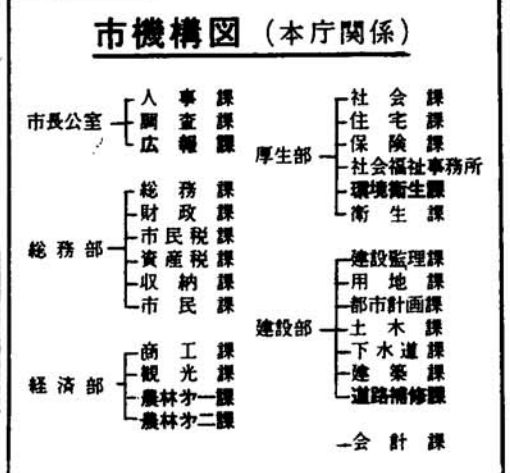 市機構図（本庁関係）
市長公室
人事課
調査課
広報課
総務部
総務課
財政課
市民税課
資産税課
収納課
市民課
経済部
商工課
観光課
農林才一課
農林才二課
厚生部
社会課
住宅課
保険課
社会福祉事務所
環境衛生課
衛生課
建設部
建設監理課
用地課
都市計画課
土木課
下水道課
建築課
道路補修課
会計課